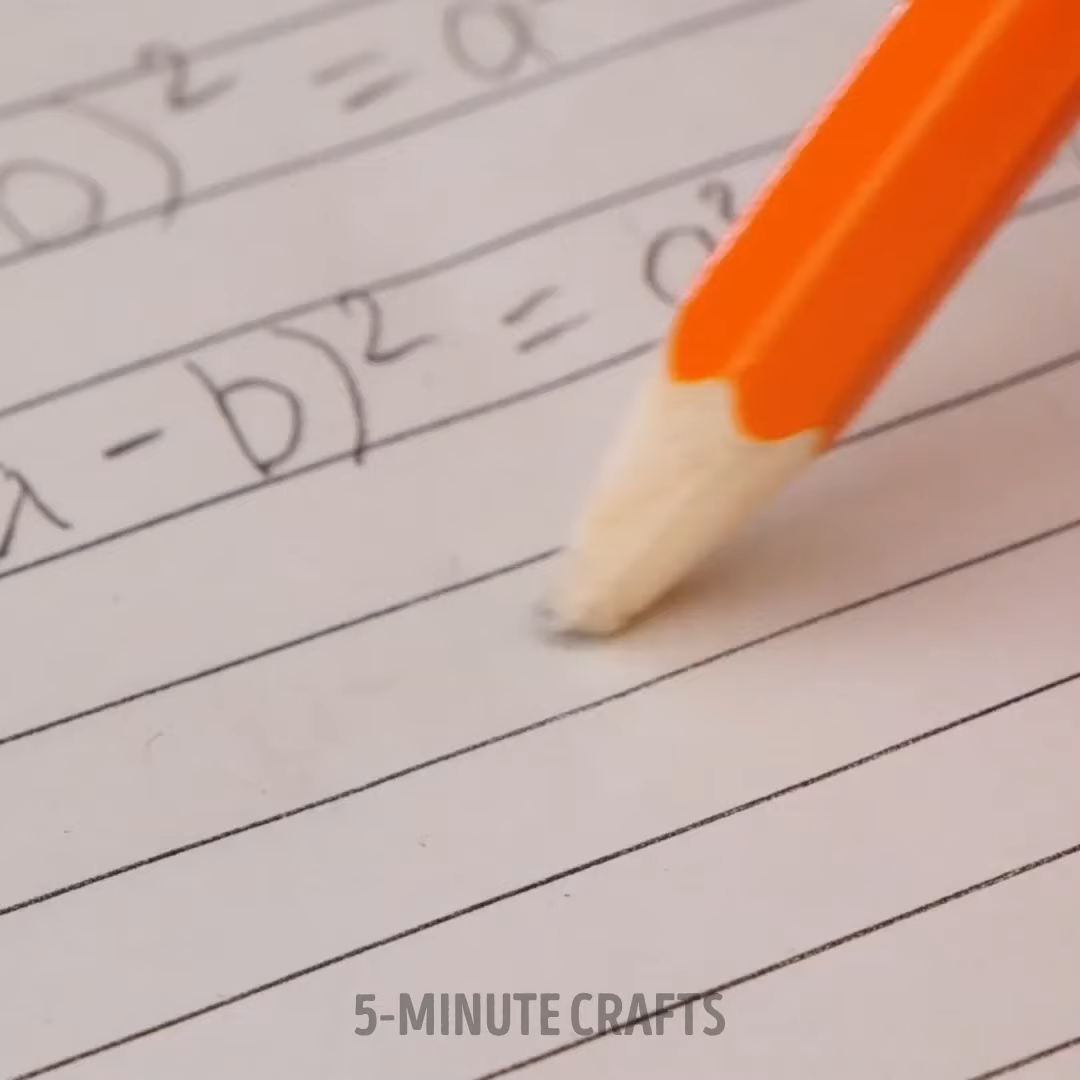 b)² = a
a - b)² = a²
5-MINUTE CRAFTS